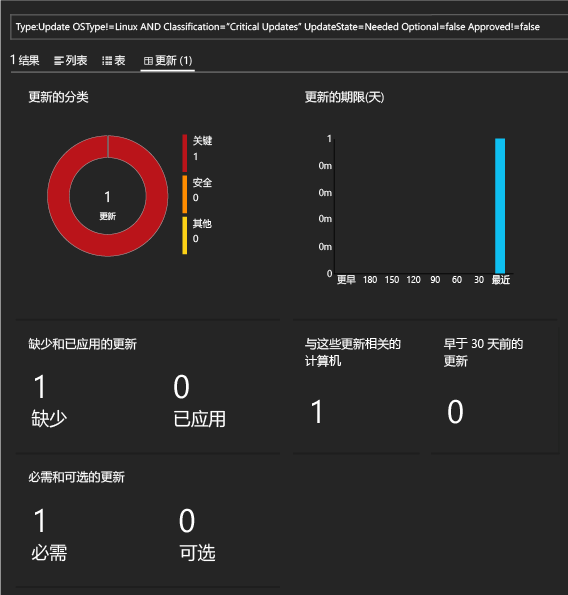 Type:Update OSType!=Linux AND Classification="Critical Updates" UpdateState=Needed Optional=false Approved!=false
1 结果 列表 表 更新 (1)
更新的分类
1
更新
关键
1
安全
0
其他
0
更新的期限(天)
1
0m
0m
0m
0m
0
更早 180 150 120 90 60 30 最近
缺少和已应用的更新
1 0
缺少 已应用
与这些更新相关的
计算机
1
早于 30 天前的
更新
0
必需和可选的更新
1 0
必需 可选